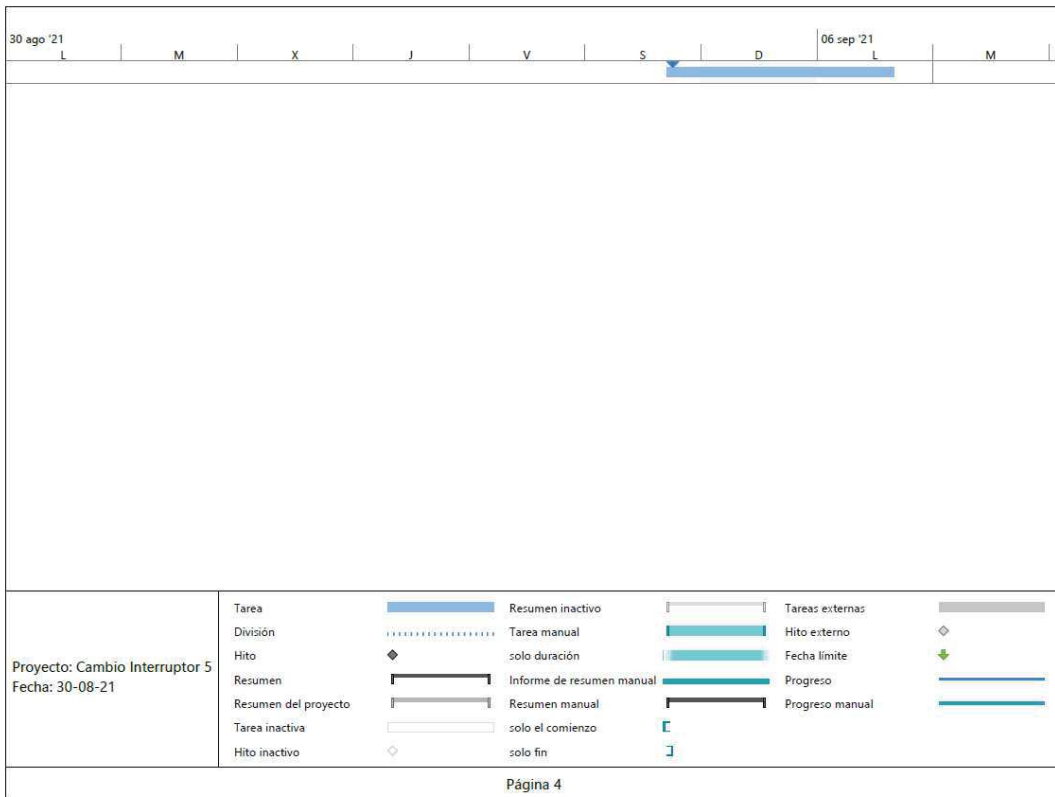 30 ago '21
06 sep '21
L M X J V S D L M
Proyecto: Cambio Interruptor 5
Fecha: 30-08-21
Tarea
División
Hito
Resumen
Resumen del proyecto
Tarea inactiva
Hito inactivo
Resumen inactivo
Tarea manual
solo duración
Informe de resumen manual
Resumen manual
solo el comienzo
solo fin
Tareas externas
Hito externo
Fecha límite
Progreso
Progreso manual
Página 4